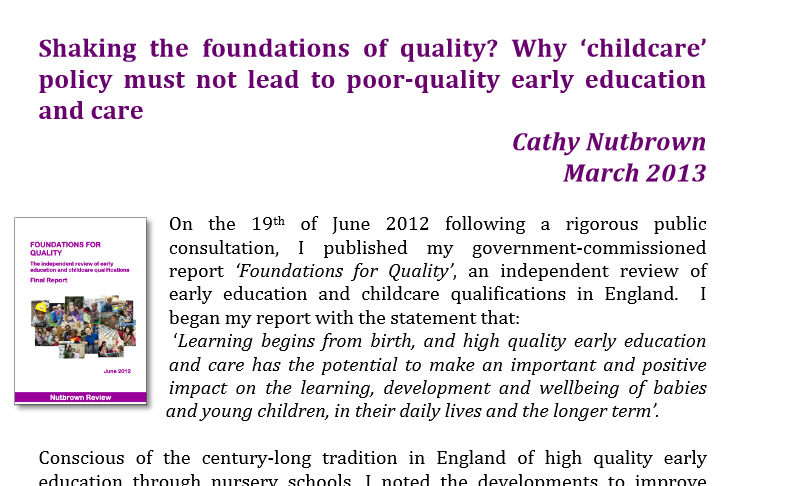 Shaking the foundations of quality? Why ‘childcare’
policy must not lead to poor-quality early education
and care
Cathy Nutbrown
March 2013
FOUNDATIONS FOR
QUALITY
The independent review of early
education and childcare qualifications
Final Report
June 2012
Nutbrown Review
On the 19th of June 2012 following a rigorous public
consultation, I published my government-commissioned
report ‘Foundations for Quality’, an independent review of
early education and childcare qualifications in England. I
began my report with the statement that:
‘Learning begins from birth, and high quality early education
and care has the potential to make an important and positive
impact on the learning, development and wellbeing of babies
and young children, in their daily lives and the longer term’.
Conscious of the century-long tradition in England of high quality early
education through nursery schools, I noted the developments to improve